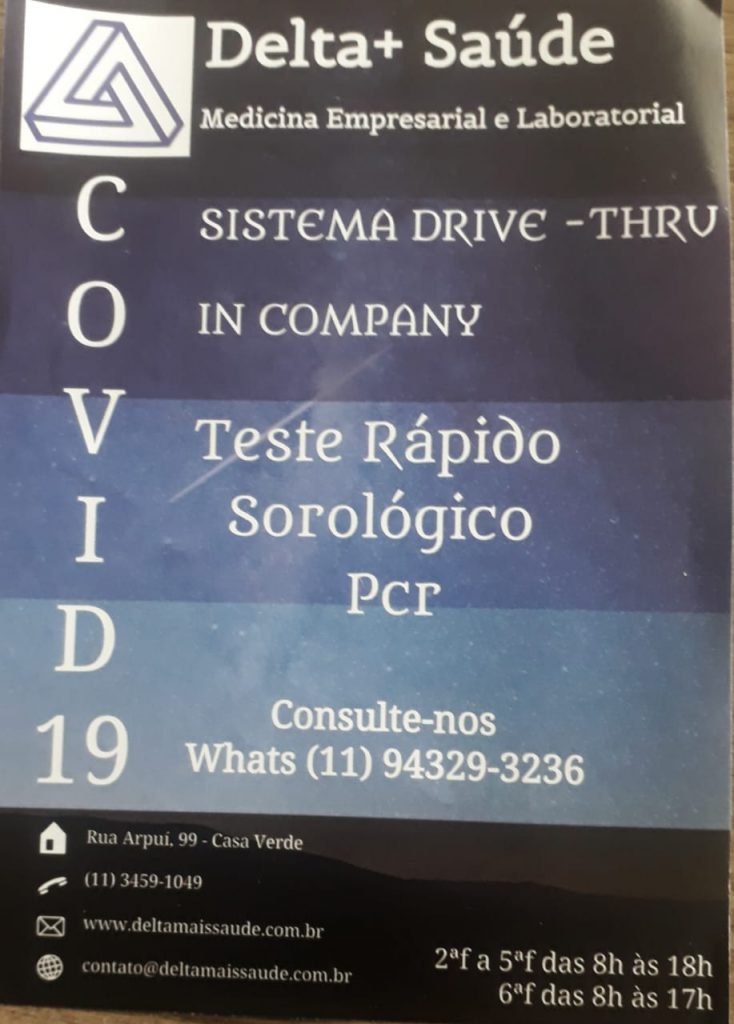 Delta+ Saúde
Medicina Empresarial e Laboratorial
COVID 19
SISTEMA DRIVE -THRU
IN COMPANY
Teste Rápido
Sorológico
Pcr
Consulte-nos
Whats (11) 94329-3236
Rua Arpuí, 99 - Casa Verde
(11) 3459-1049
www.deltamaissaude.com.br
contato@deltamaissaude.com.br
2ªf a 5ªf das 8h às 18h
6ªf das 8h às 17h